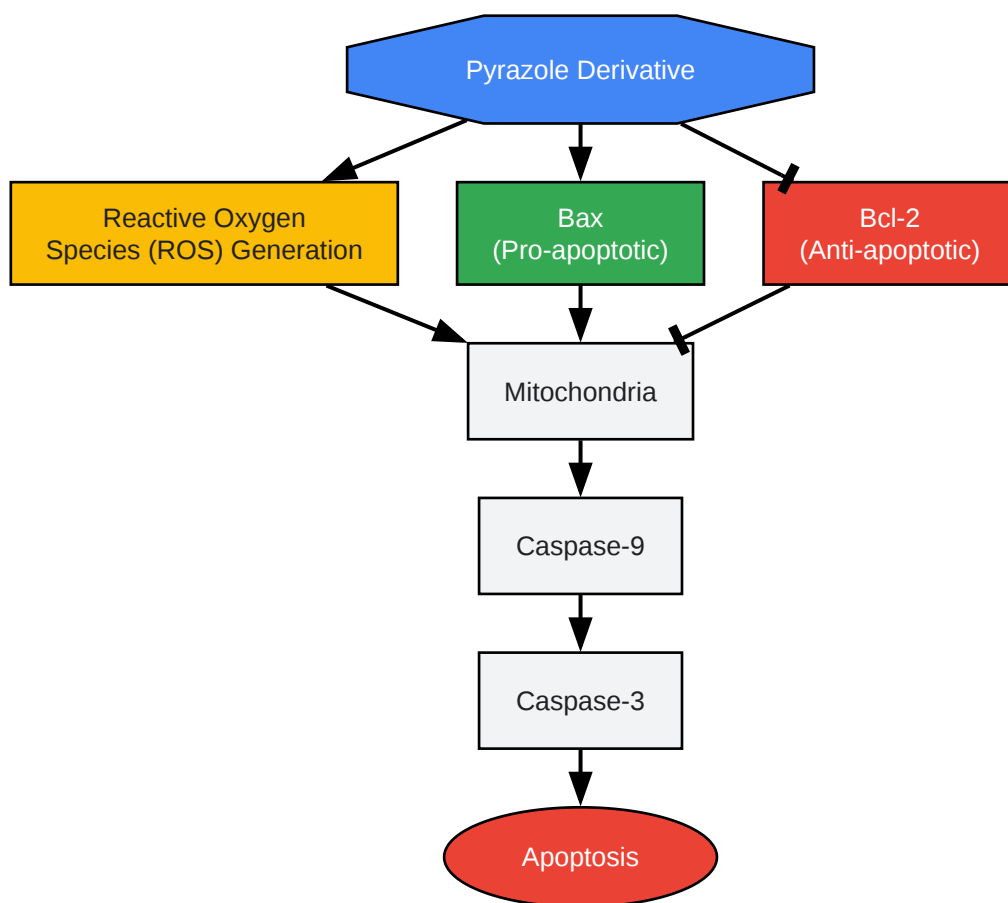 Pyrazole Derivative
Reactive Oxygen
Species (ROS) Generation
Bax
(Pro-apoptotic)
Bcl-2
(Anti-apoptotic)
Mitochondria
Caspase-9
Caspase-3
Apoptosis